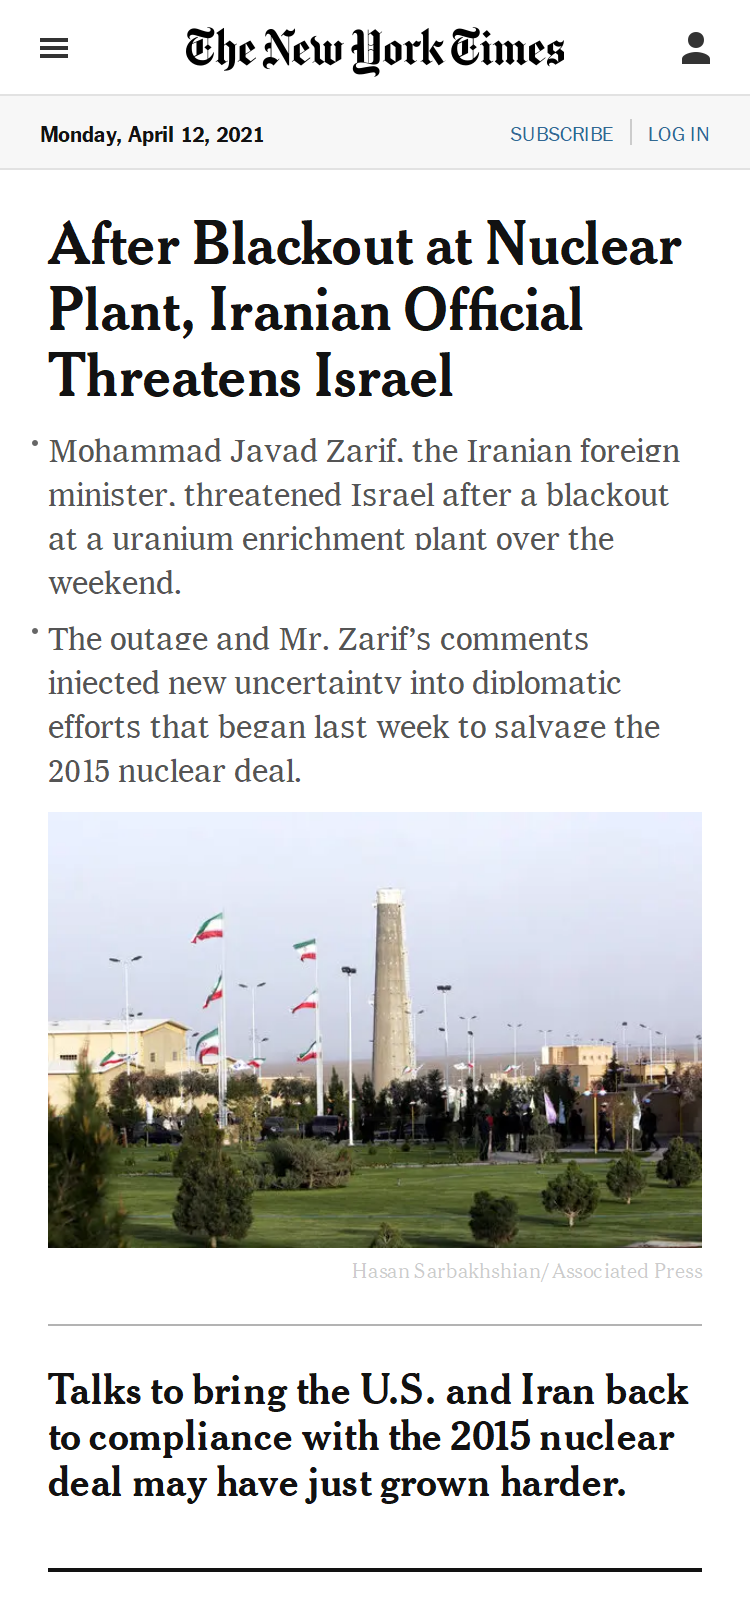 The New York Times
Monday, April 12, 2021
SUBSCRIBE
LOG IN
After Blackout at Nuclear
Plant, Iranian Official
Threatens Israel
• Mohammad Javad Zarif, the Iranian foreign
minister, threatened Israel after a blackout
at a uranium enrichment plant over the
weekend.
• The outage and Mr. Zarif’s comments
injected new uncertainty into diplomatic
efforts that began last week to salvage the
2015 nuclear deal.
Hasan Sarbakhshian/Associated Press
Talks to bring the U.S. and Iran back
to compliance with the 2015 nuclear
deal may have just grown harder.